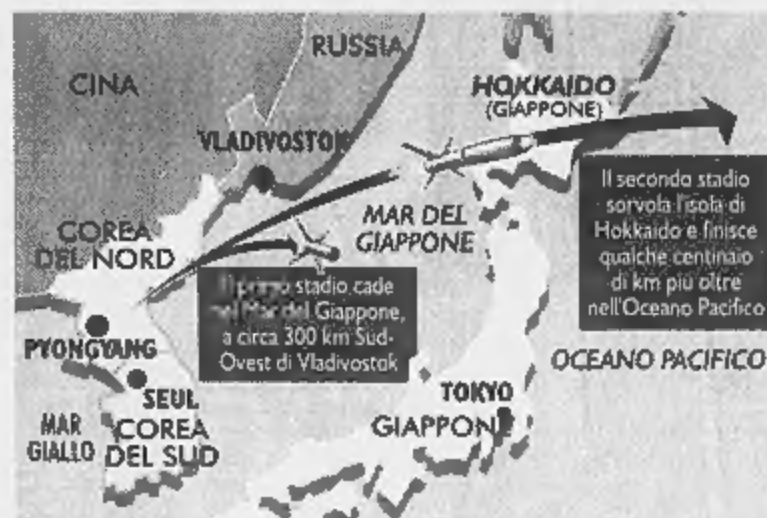 RUSSIA
CINA
HOKKAIDO
(GIAPPONE)
VLADIVOSTOK
Il secondo stadio
sorvola l'isola di
Hokkaido e finisce
qualche centinaio
di km più oltre
nell'Oceano Pacifico
MAR DEL
GIAPPONE
COREA
DEL NORD
Il primo stadio cade
nel Mar del Giappone,
a circa 300 km Sud-
Ovest di Vladivostok
PYONGYANG
OCEANO PACIFICO
SEUL
TOKYO
MAR
GIALLO
COREA
DEL SUD
GIAPPONE